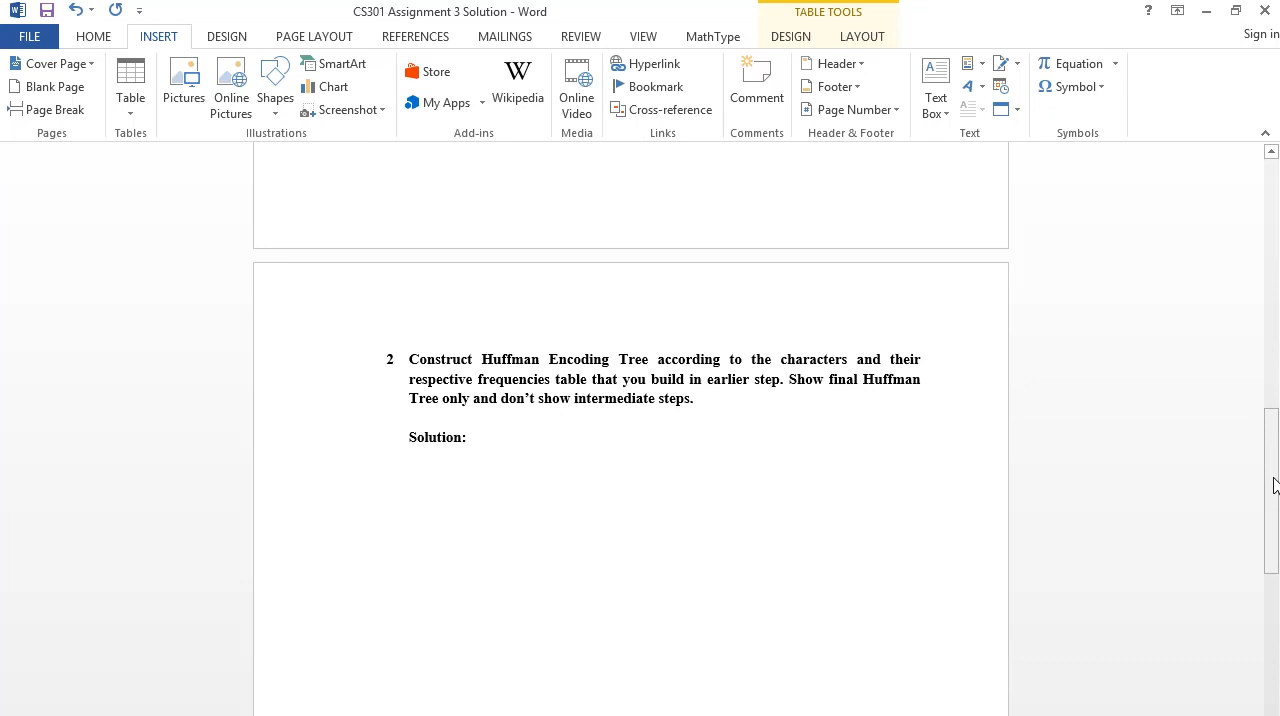 CS301 Assignment 3 Solution - Word
TABLE TOOLS
?
FILE
HOME
INSERT
DESIGN
PAGE LAYOUT
REFERENCES
MAILINGS
REVIEW
VIEW
MathType
DESIGN
LAYOUT
Sign in
Cover Page
Blank Page
Page Break
Pages
Table
Tables
Pictures
Online
Pictures
Shapes
SmartArt
Chart
Screenshot
Illustrations
Store
My Apps
W
Wikipedia
Add-ins
Online
Video
Media
Hyperlink
Bookmark
Cross-reference
Links
Comment
Comments
Header
Footer
Page Number
Header & Footer
Text
Box
Text
π Equation
Ω Symbol
Symbols
2 Construct Huffman Encoding Tree according to the characters and their
respective frequencies table that you build in earlier step. Show final Huffman
Tree only and don’t show intermediate steps.
Solution: